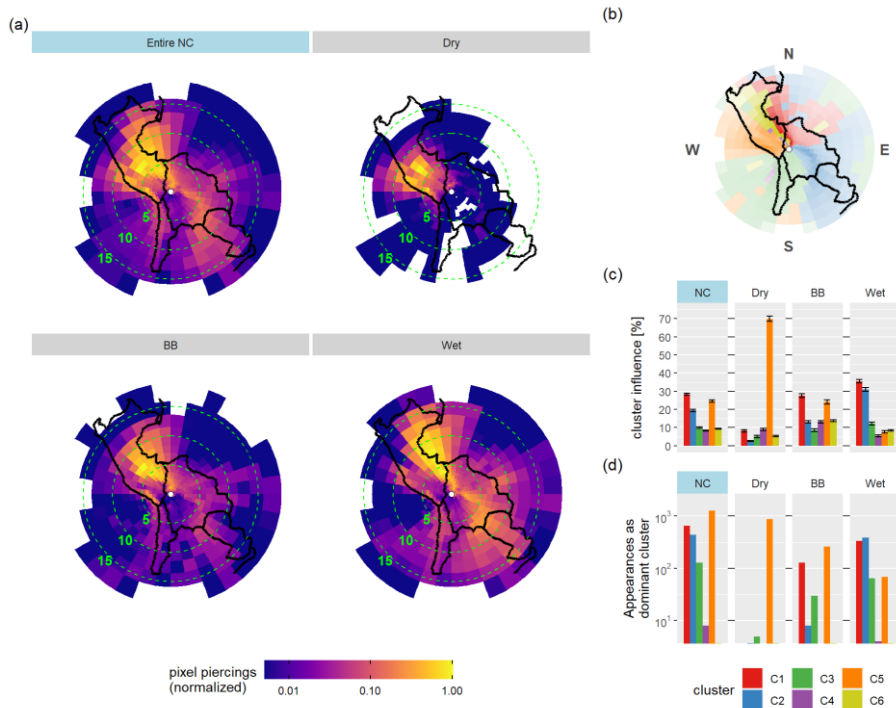 (a)
Entire NC
Dry
5
10
15
5
10
15
BB
Wet
5
10
15
5
10
15
pixel piercings
(normalized)
0.01
0.10
1.00
(b)
N
W
E
S
(c)
NC
Dry
BB
Wet
cluster influence [%]
70
60
50
40
30
20
10
0
(d)
NC
Dry
BB
Wet
Appearances as
dominant cluster
10³
10²
10¹
cluster
C1
C3
C5
C2
C4
C6